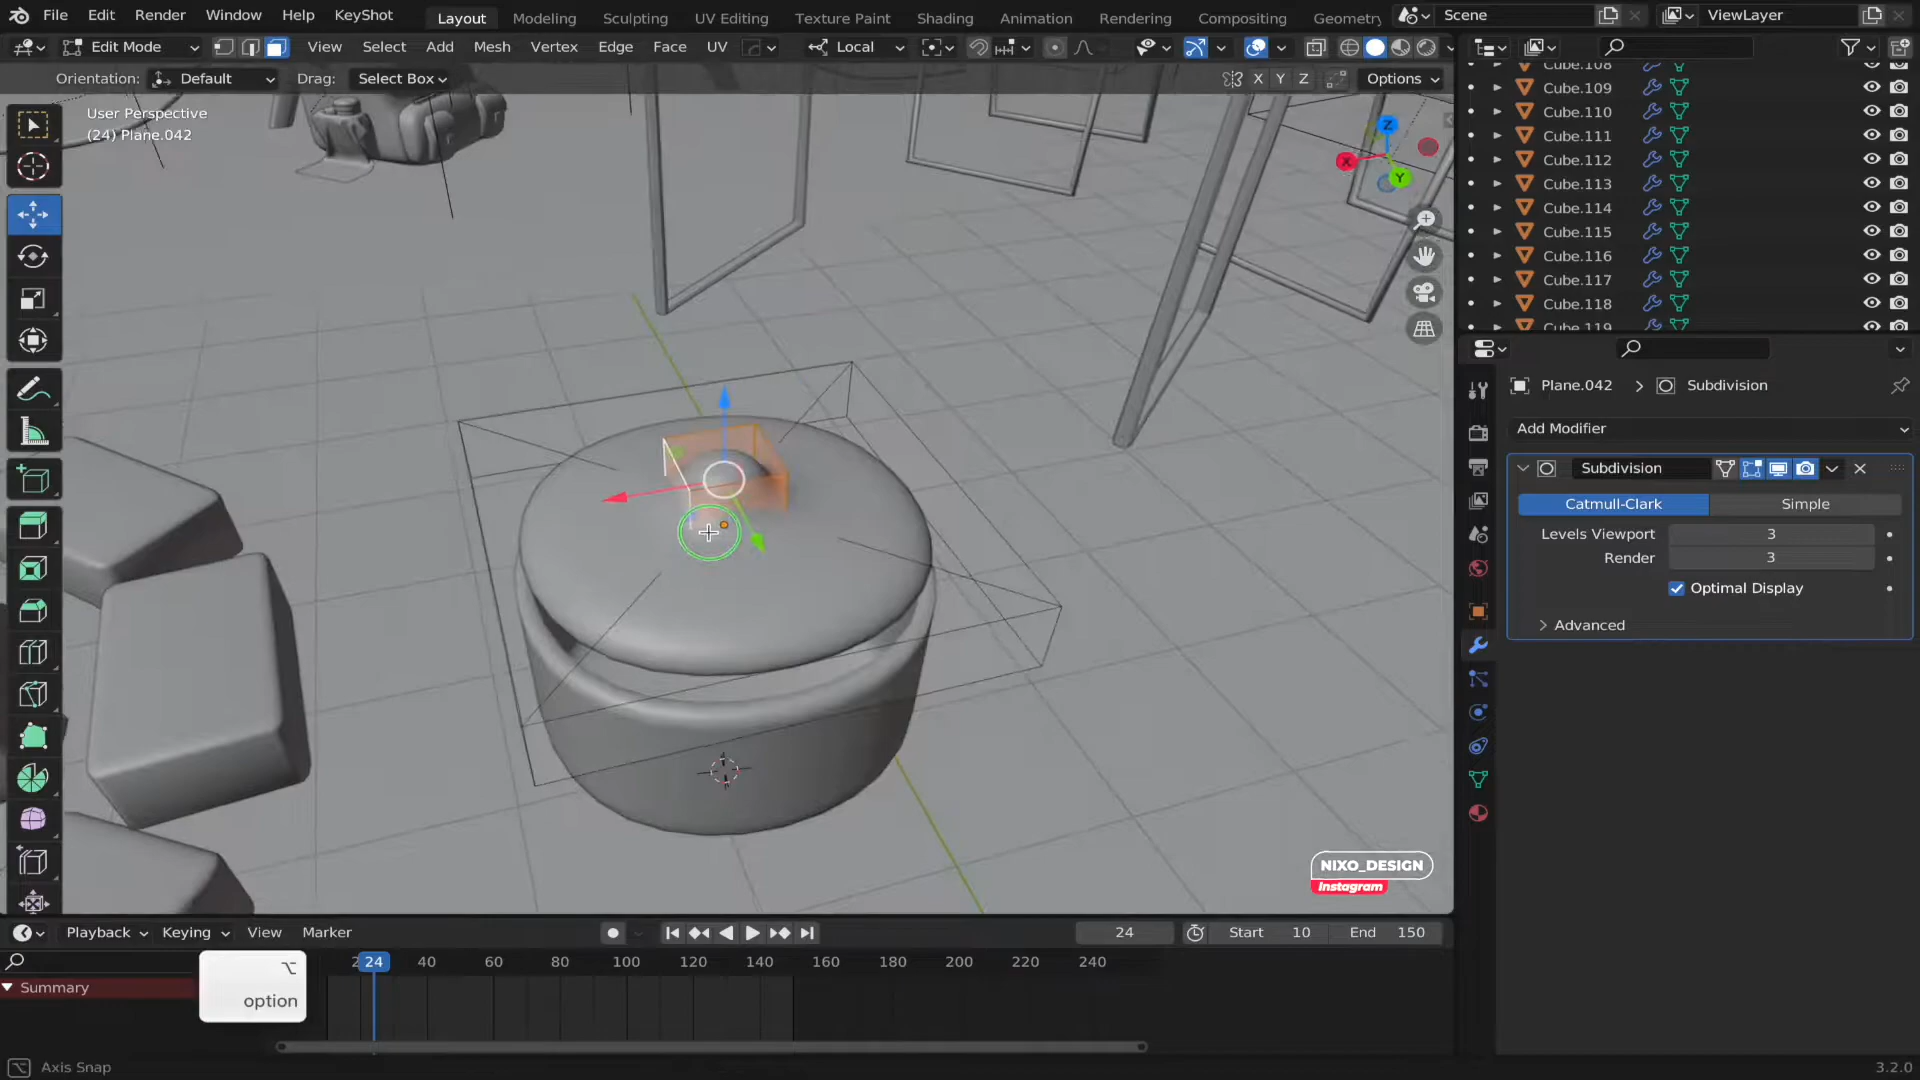 File Edit Render Window Help KeyShot Layout Modeling Sculpting UV Editing Texture Paint Shading Animation Rendering Compositing Geometry Scene ViewLayer
Edit Mode View Select Add Mesh Vertex Edge Face UV Local
Orientation: Default Drag: Select Box X Y Z Options
User Perspective
(24) Plane.042
Z
X
Y
Cube.108
Cube.109
Cube.110
Cube.111
Cube.112
Cube.113
Cube.114
Cube.115
Cube.116
Cube.117
Cube.118
Cube.119
Plane.042 > Subdivision
Add Modifier
Subdivision
Catmull-Clark Simple
Levels Viewport 3
Render 3
Optimal Display
Advanced
NIXO_DESIGN
Instagram
Playback Keying View Marker 24 Start 10 End 150
24 40 60 80 100 120 140 160 180 200 220 240
Summary
option
Axis Snap 3.2.0